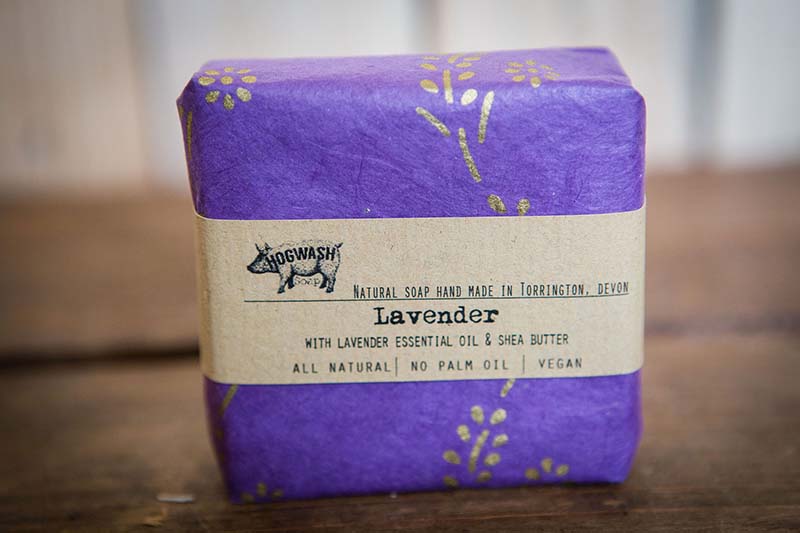 HOGWASH
Soap
NATURAL SOAP HAND MADE IN TORRINGTON, DEVON
Lavender
WITH LAVENDER ESSENTIAL OIL & SHEA BUTTER
ALL NATURAL| NO PALM OIL | VEGAN